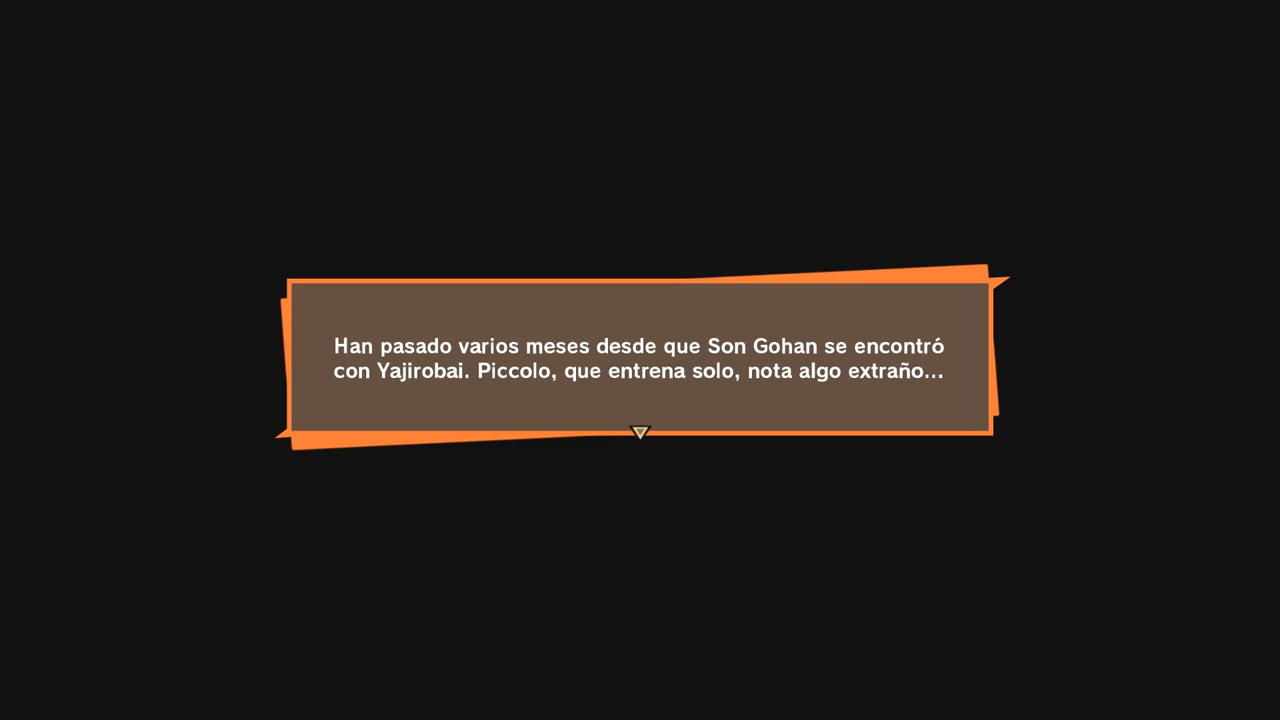 Han pasado varios meses desde que Son Gohan se encontró
con Yajirobai. Piccolo, que entrena solo, nota algo extraño...